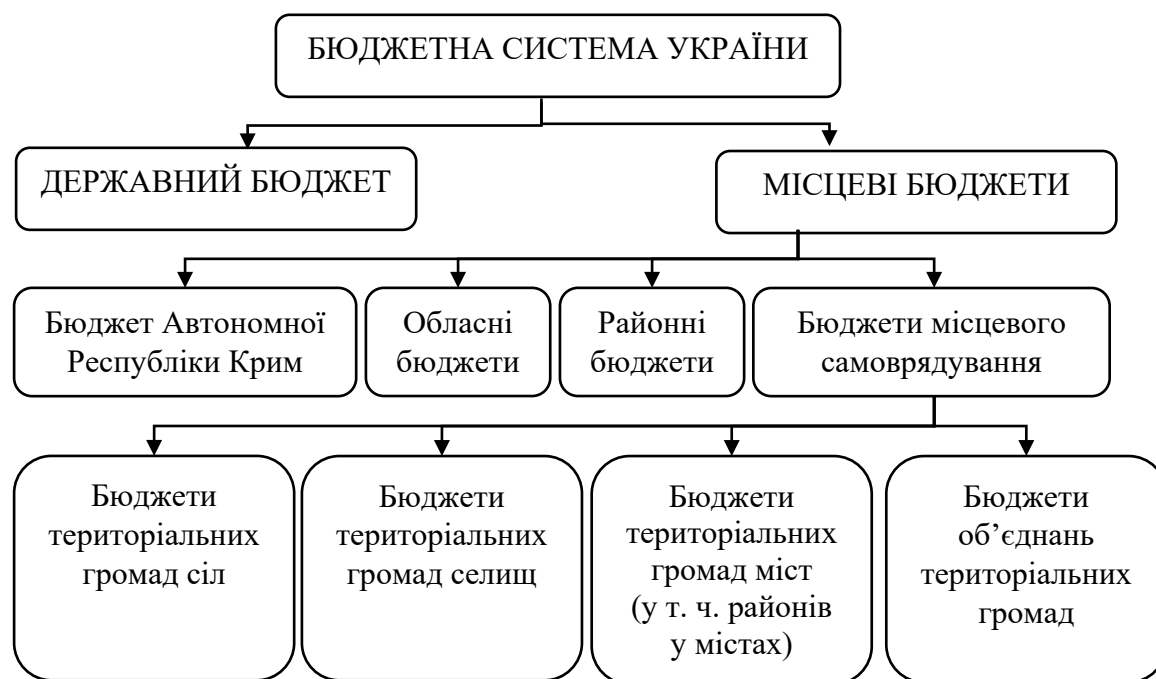 БЮДЖЕТНА СИСТЕМА УКРАЇНИ
ДЕРЖАВНИЙ БЮДЖЕТ
МІСЦЕВІ БЮДЖЕТИ
Бюджет Автономної
Республіки Крим
Обласні
бюджети
Районні
бюджети
Бюджети місцевого
самоврядування
Бюджети
територіальних
громад сіл
Бюджети
територіальних
громад селищ
Бюджети
територіальних
громад міст
(у т. ч. районів
у містах)
Бюджети
об’єднань
територіальних
громад